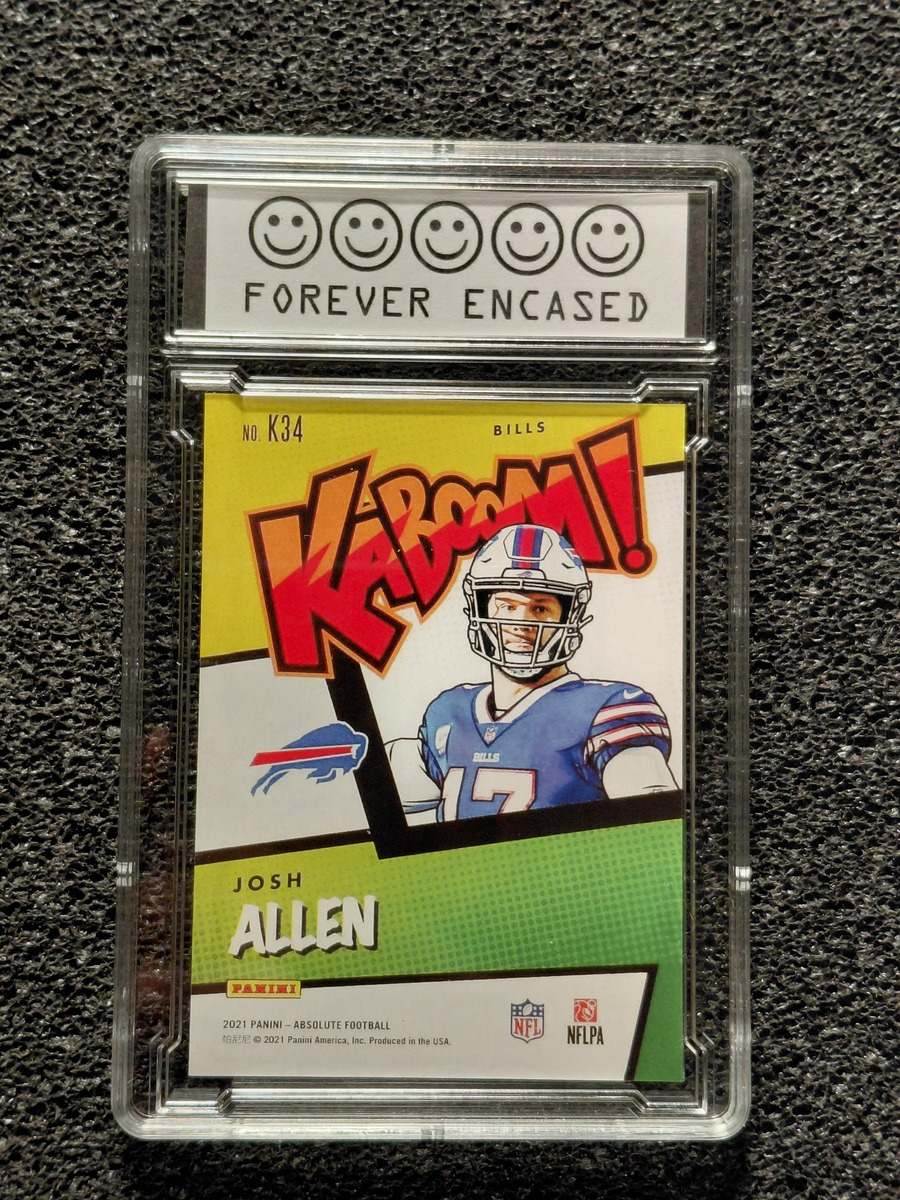 FOREVER ENCASED
NO. K34
BILLS
KABOOM!
BILLS
17
JOSH
ALLEN
PANINI
2021 PANINI – ABSOLUTE FOOTBALL
帕尼尼 © 2021 Panini America, Inc. Produced in the USA.
NFL
NFLPA